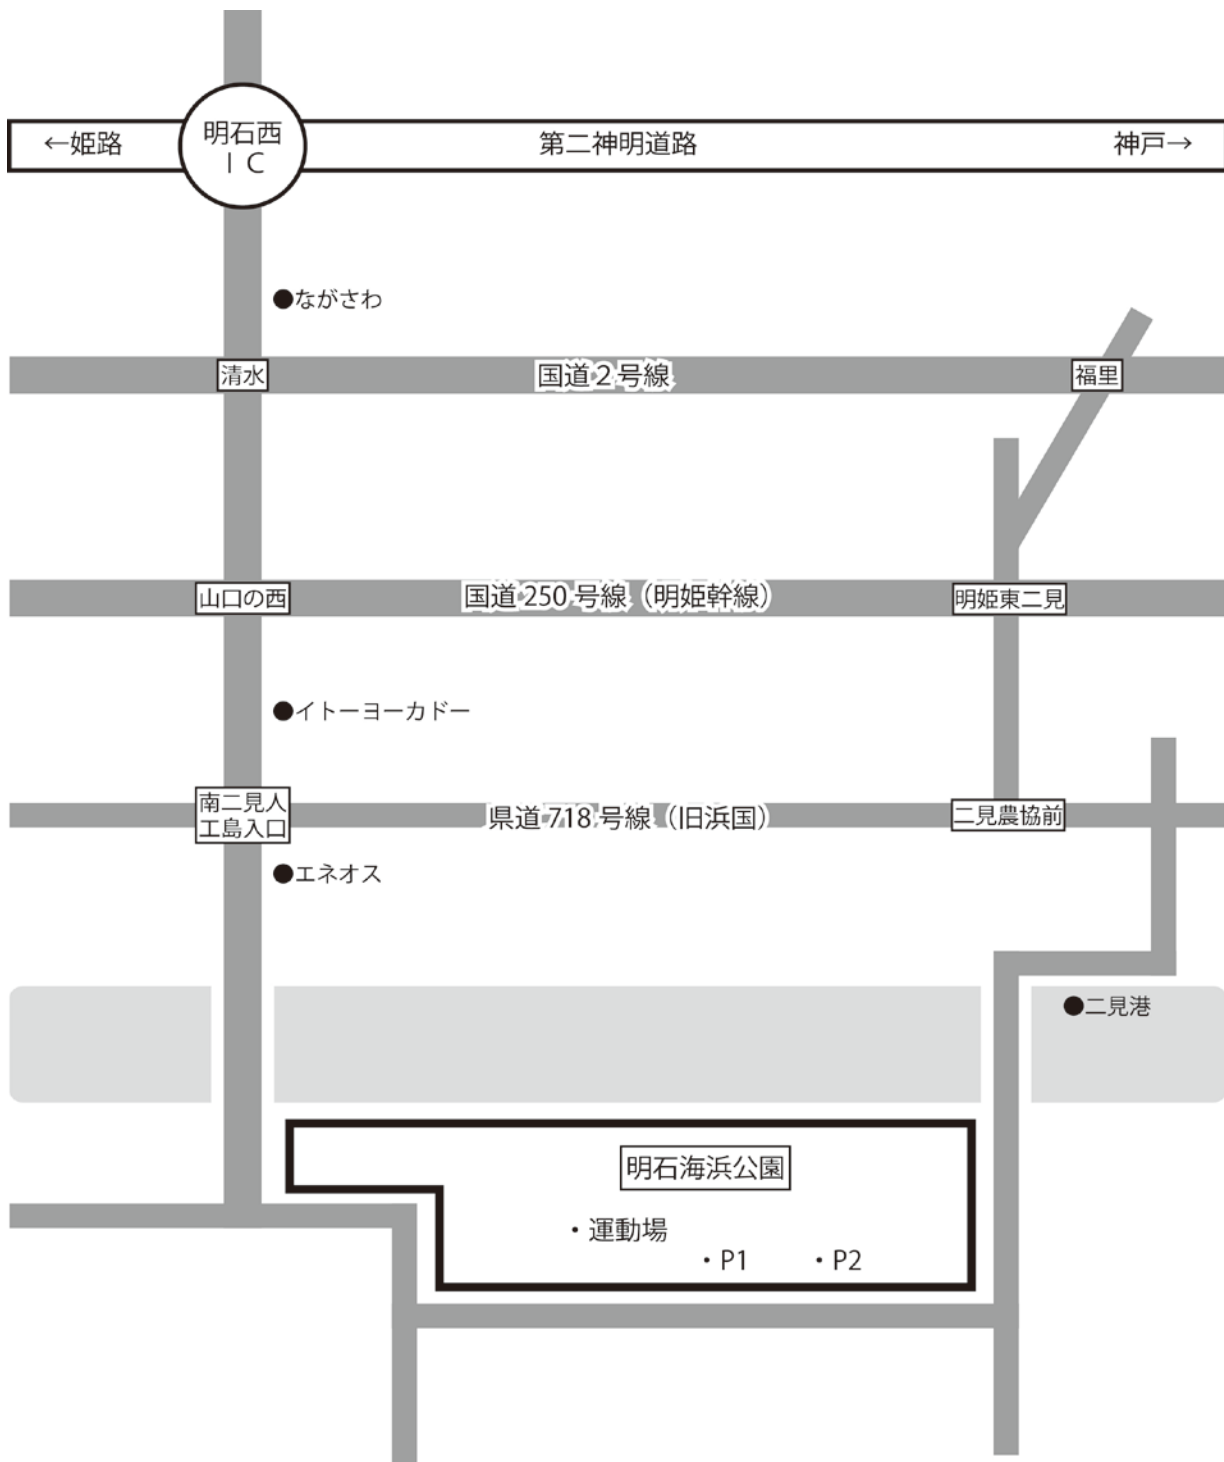 ←姫路
明石西
ＩＣ
第二神明道路
神戸→
●ながさわ
清水
国道２号線
福里
山口の西
国道250号線（明姫幹線）
明姫東二見
●イトーヨーカドー
南二見人
工島入口
県道718号線（旧浜国）
二見農協前
●エネオス
●二見港
明石海浜公園
・運動場
・P1
・P2